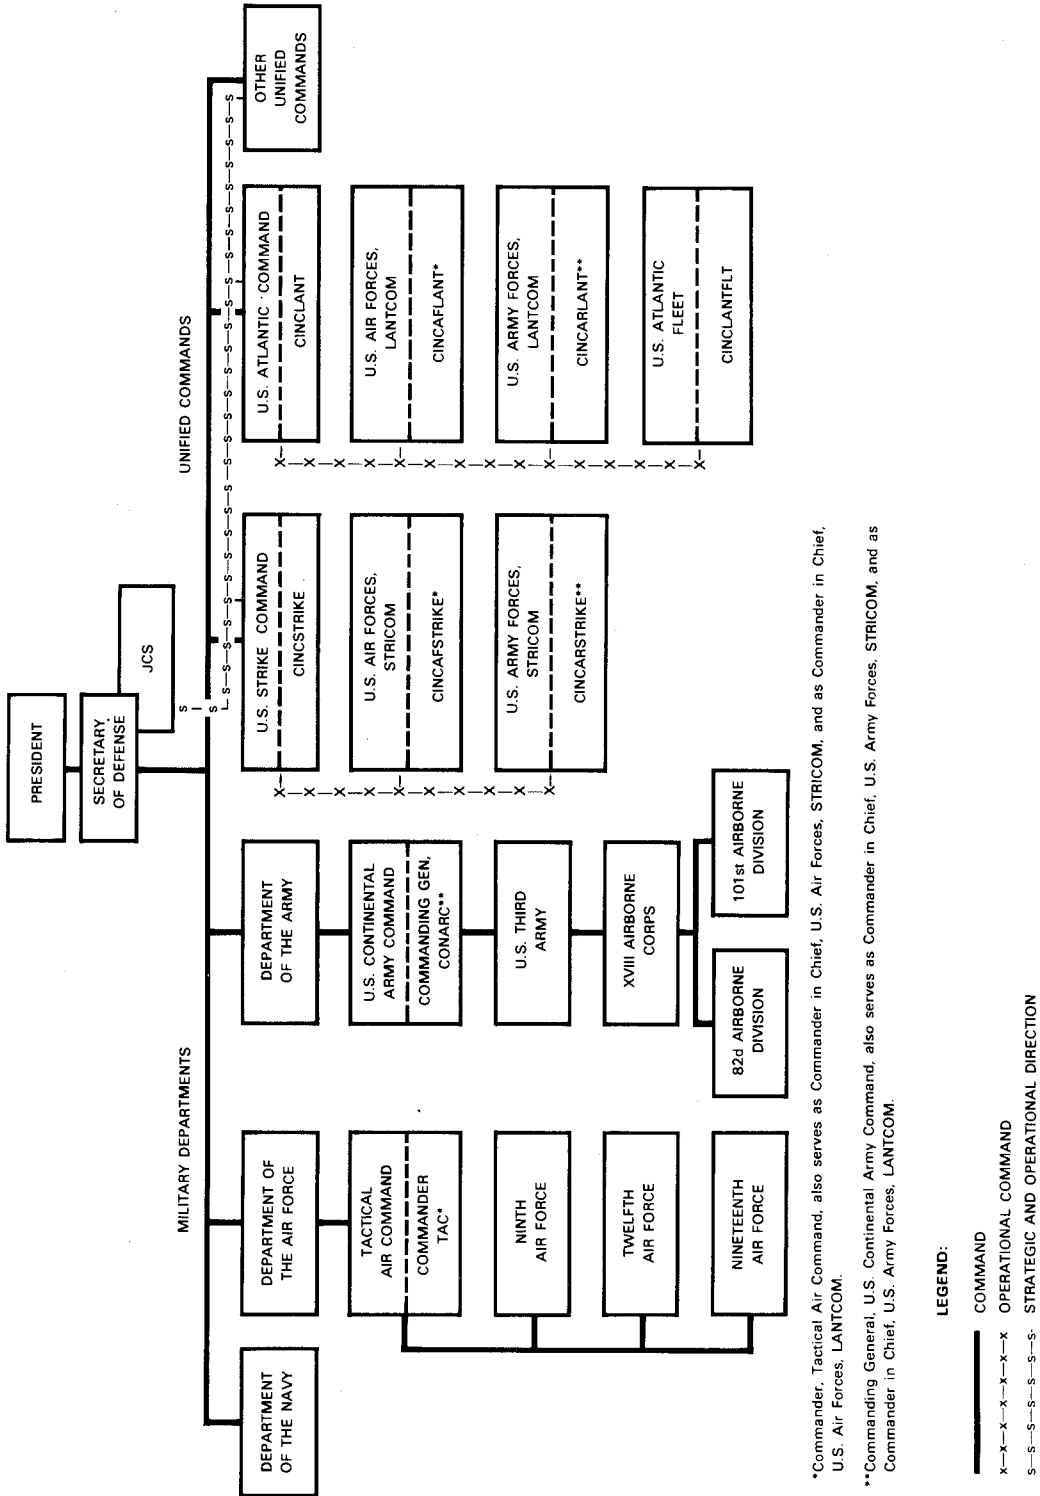 PRESIDENT
SECRETARY
OF DEFENSE
JCS
MILITARY DEPARTMENTS
UNIFIED COMMANDS
DEPARTMENT
OF THE NAVY
DEPARTMENT OF
THE AIR FORCE
TACTICAL
AIR COMMAND
COMMANDER
TAC*
NINTH
AIR FORCE
TWELFTH
AIR FORCE
NINETEENTH
AIR FORCE
DEPARTMENT
OF THE ARMY
U.S. CONTINENTAL
ARMY COMMAND
COMMANDING GEN,
CONARC**
U.S. THIRD
ARMY
XVIII AIRBORNE
CORPS
82d AIRBORNE
DIVISION
101st AIRBORNE
DIVISION
U.S. STRIKE COMMAND
CINCSTRIKE
U.S. AIR FORCES,
STRICOM
CINCAFSTRIKE*
U.S. ARMY FORCES,
STRICOM
CINCARSTRIKE**
U.S. ATLANTIC COMMAND
CINCLANT
U.S. AIR FORCES,
LANTCOM
CINCAFLANT*
U.S. ARMY FORCES,
LANTCOM
CINCARLANT**
U.S. ATLANTIC
FLEET
CINCLANTFLT
OTHER
UNIFIED
COMMANDS
*Commander, Tactical Air Command, also serves as Commander in Chief, U.S. Air Forces, STRICOM, and as Commander in Chief,
U.S. Air Forces, LANTCOM.
**Commanding General, U.S. Continental Army Command, also serves as Commander in Chief, U.S. Army Forces, STRICOM, and as
Commander in Chief, U.S. Army Forces, LANTCOM.
LEGEND:
COMMAND
x—x—x—x—x—x—x OPERATIONAL COMMAND
s—s—s—s—s—s—s- STRATEGIC AND OPERATIONAL DIRECTION